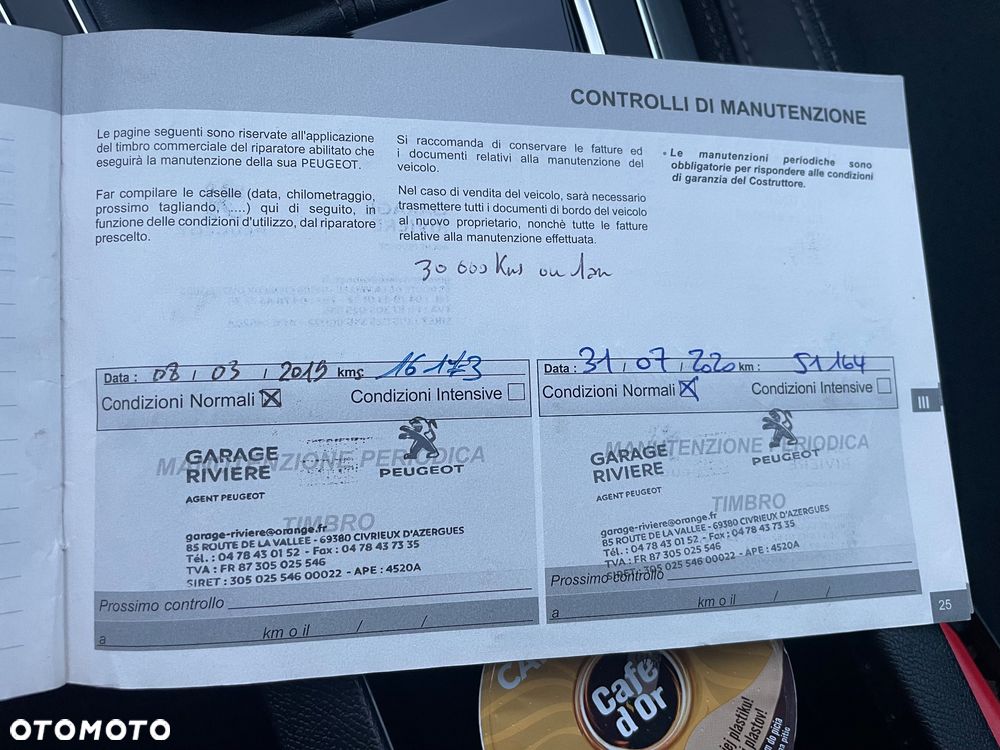 CONTROLLI DI MANUTENZIONE
Le pagine seguenti sono riservate all'applicazione
del timbro commerciale del riparatore abilitato che
eseguirà la manutenzione della sua PEUGEOT.
Far compilare le caselle (data, chilometraggio,
prossimo tagliando, ....) qui di seguito, in
funzione delle condizioni d'utilizzo, dal riparatore
prescelto.
Si raccomanda di conservare le fatture ed
i documenti relativi alla manutenzione del
veicolo.
Nel caso di vendita del veicolo, sarà necessario
trasmettere tutti i documenti di bordo del veicolo
al nuovo proprietario, nonchè tutte le fatture
relative alla manutenzione effettuata.
• Le manutenzioni periodiche sono
obbligatorie per rispondere alle condizioni
di garanzia del Costruttore.
30 000 Kms ou 1an
Data : 08 / 03 / 2019 kms 16 173
Condizioni Normali Condizioni Intensive
MANUTENZIONE PERIODICA
GARAGE
RIVIERE
AGENT PEUGEOT
PEUGEOT
TIMBRO
garage-riviere@orange.fr
85 ROUTE DE LA VALLEE - 69380 CIVRIEUX D'AZERGUES
Tél. : 04 78 43 01 52 - Fax : 04 78 43 73 35
TVA : FR 87 305 025 546
SIRET : 305 025 546 00022 - APE : 4520A
Prossimo controllo
a km o il / /
Data : 31 / 07 / 2020 km : 51 164
Condizioni Normali Condizioni Intensive
MANUTENZIONE PERIODICA
GARAGE
RIVIERE
AGENT PEUGEOT
PEUGEOT
TIMBRO
garage-riviere@orange.fr
85 ROUTE DE LA VALLEE - 69380 CIVRIEUX D'AZERGUES
Tél. : 04 78 43 01 52 - Fax : 04 78 43 73 35
TVA : FR 87 305 025 546
SIRET : 305 025 546 00022 - APE : 4520A
Prossimo controllo
a km o il / /
III
25
Café
d'Or
plastiku!
plastov!
do picia
OTOMOTO